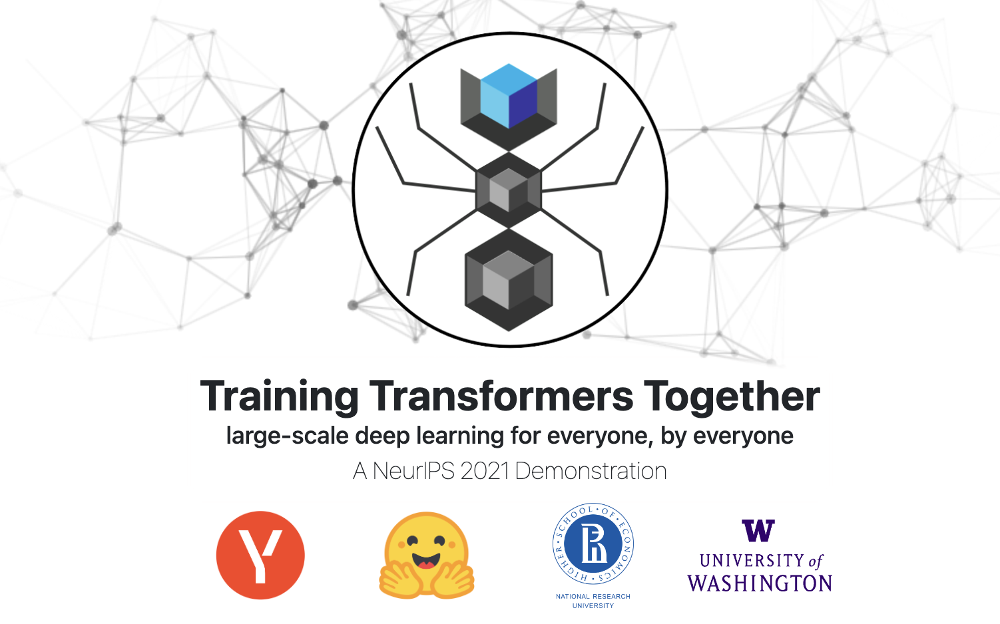 Training Transformers Together
large-scale deep learning for everyone, by everyone
A NeurIPS 2021 Demonstration
Y
HIGHER • SCHOOL • OF • ECONOMICS •
NATIONAL RESEARCH
UNIVERSITY
W
UNIVERSITY of
WASHINGTON